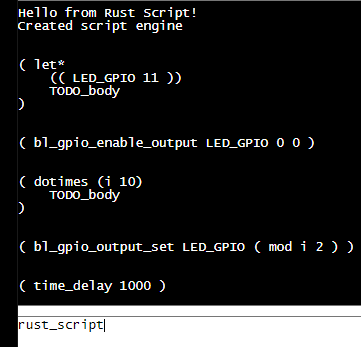 Hello from Rust Script!
Created script engine
( let*
(( LED_GPIO 11 ))
TODO_body
)
( bl_gpio_enable_output LED_GPIO 0 0 )
( dotimes (i 10)
TODO_body
)
( bl_gpio_output_set LED_GPIO ( mod i 2 ) )
( time_delay 1000 )
rust_script